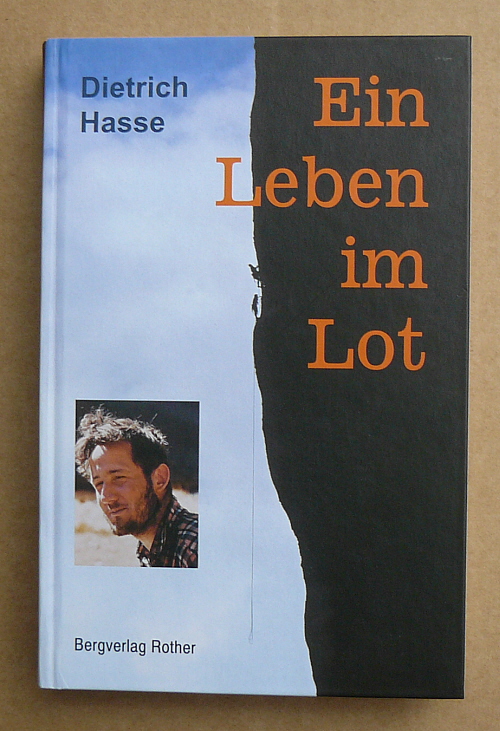 Dietrich
Hasse
Ein
Leben
im
Lot
Bergverlag Rother